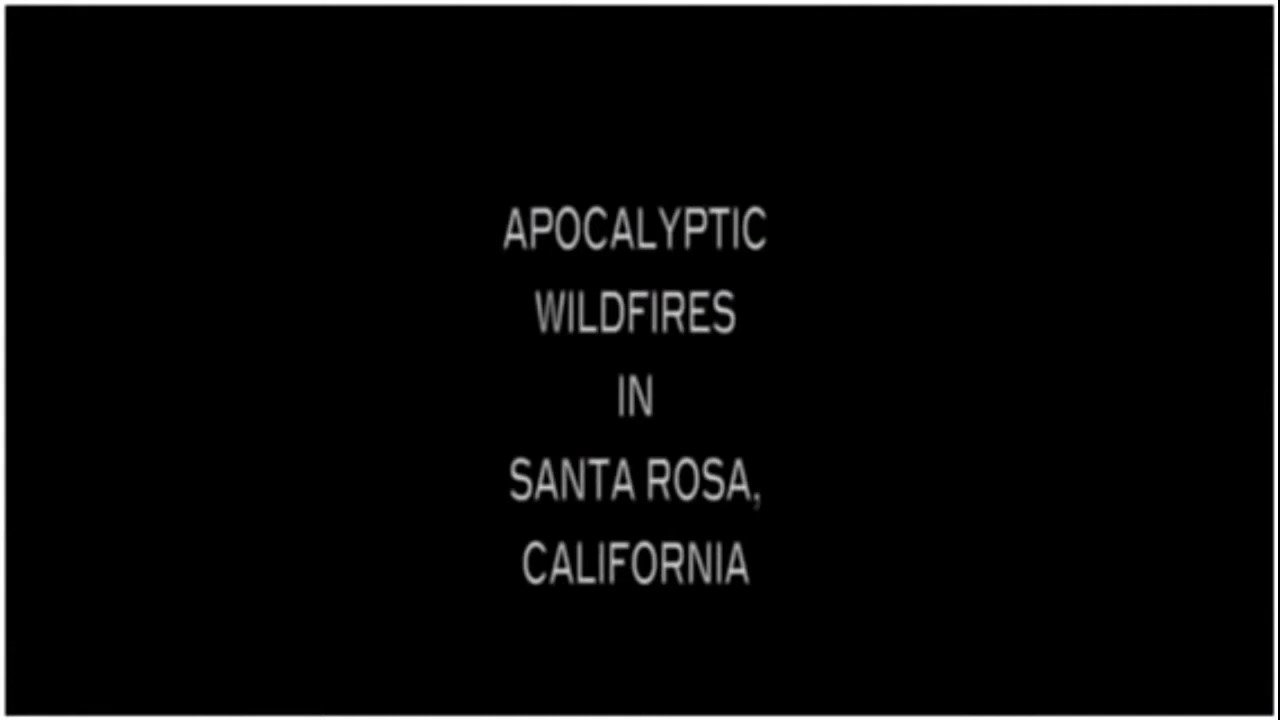 APOCALYPTIC
WILDFIRES
IN
SANTA ROSA,
CALIFORNIA